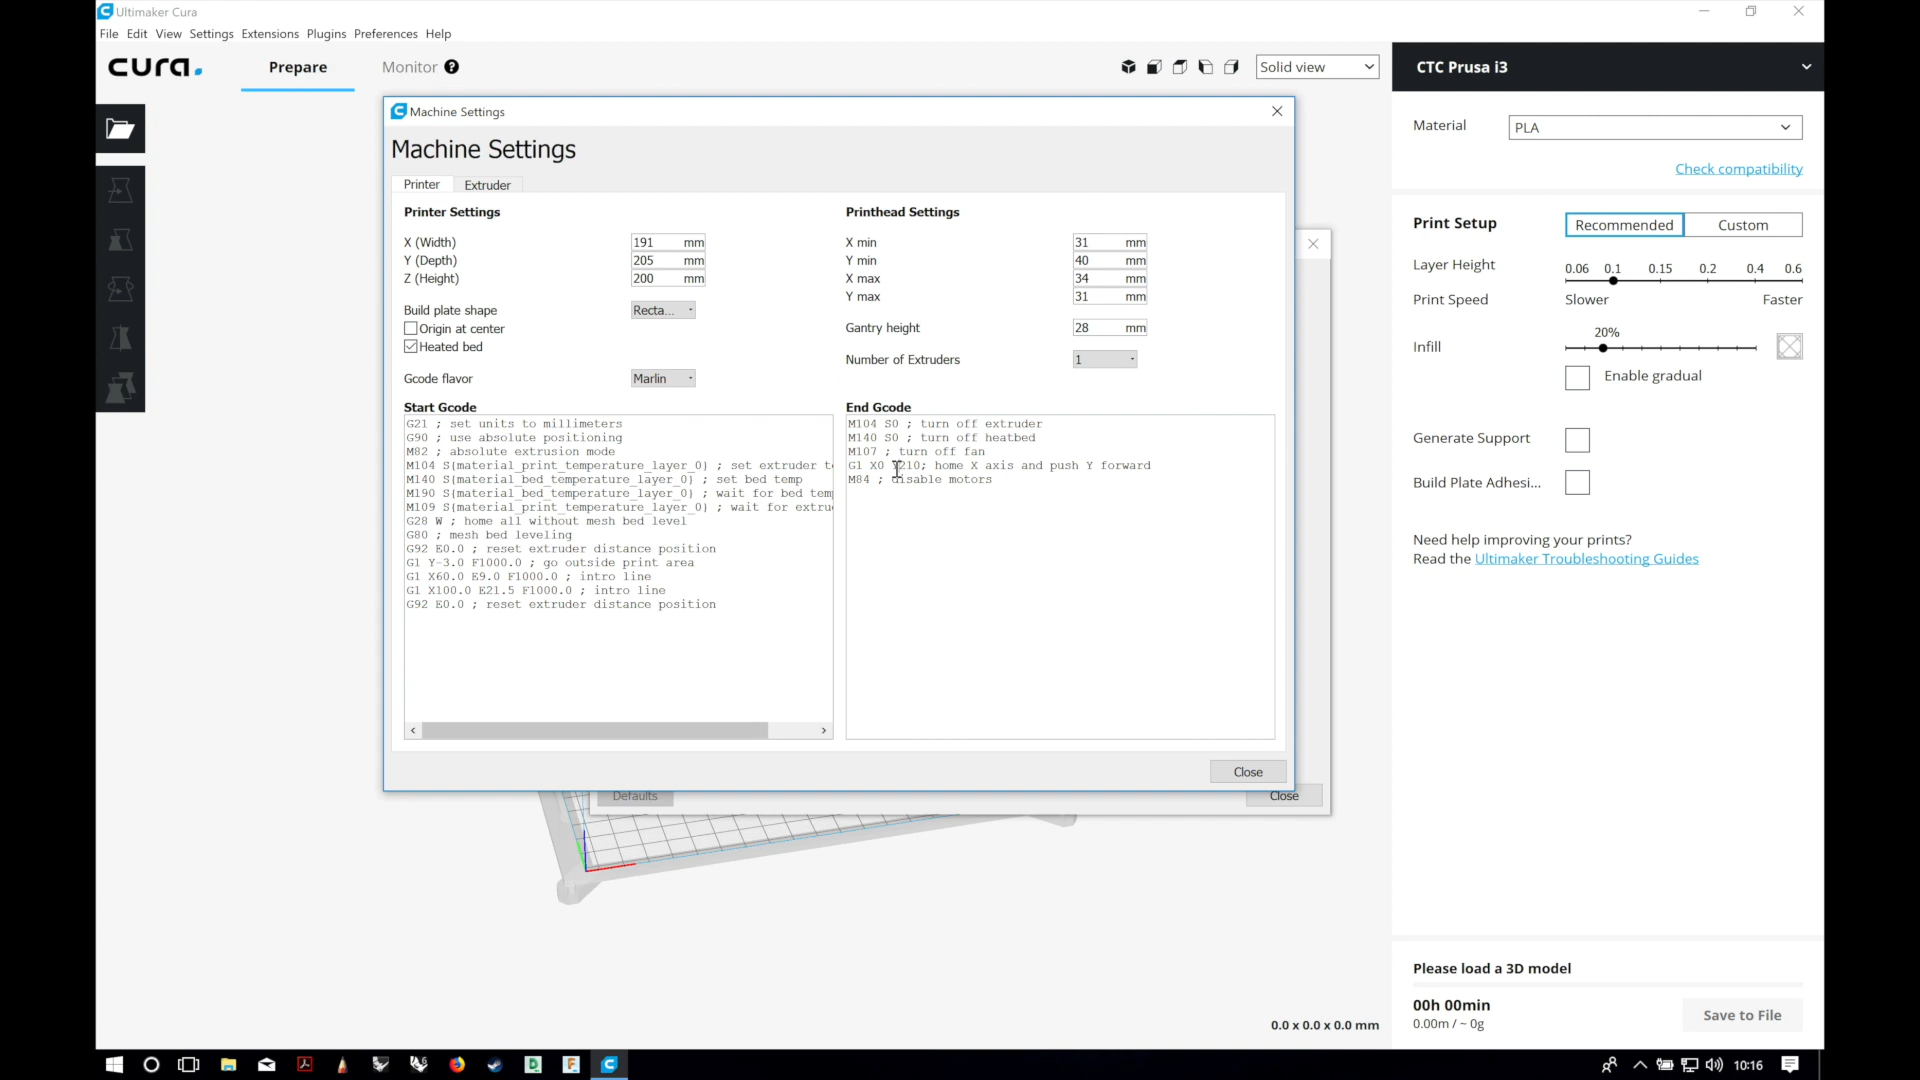 Ultimaker Cura
File Edit View Settings Extensions Plugins Preferences Help
cura.
Prepare
Monitor ?
Solid view
CTC Prusa i3
Machine Settings
Machine Settings
Printer Extruder
Printer Settings
X (Width) 191 mm
Y (Depth) 205 mm
Z (Height) 200 mm
Build plate shape Recta...
Origin at center
Heated bed
Gcode flavor Marlin
Printhead Settings
X min 31 mm
Y min 40 mm
X max 34 mm
Y max 31 mm
Gantry height 28 mm
Number of Extruders 1
Start Gcode
G21 ; set units to millimeters
G90 ; use absolute positioning
M82 ; absolute extrusion mode
M104 S{material_print_temperature_layer_0} ; set extruder t
M140 S{material_bed_temperature_layer_0} ; set bed temp
M190 S{material_bed_temperature_layer_0} ; wait for bed tem
M109 S{material_print_temperature_layer_0} ; wait for extru
G28 W ; home all without mesh bed level
G80 ; mesh bed leveling
G92 E0.0 ; reset extruder distance position
G1 Y-3.0 F1000.0 ; go outside print area
G1 X60.0 E9.0 F1000.0 ; intro line
G1 X100.0 E21.5 F1000.0 ; intro line
G92 E0.0 ; reset extruder distance position
End Gcode
M104 S0 ; turn off extruder
M140 S0 ; turn off heatbed
M107 ; turn off fan
G1 X0 Y210; home X axis and push Y forward
M84 ; disable motors
Close
Defaults
Close
Material PLA
Check compatibility
Print Setup Recommended Custom
Layer Height 0.06 0.1 0.15 0.2 0.4 0.6
Print Speed Slower Faster
20%
Infill
Enable gradual
Generate Support
Build Plate Adhesi...
Need help improving your prints?
Read the Ultimaker Troubleshooting Guides
Please load a 3D model
00h 00min
0.00m / ~ 0g
Save to File
0.0 x 0.0 x 0.0 mm
10:16